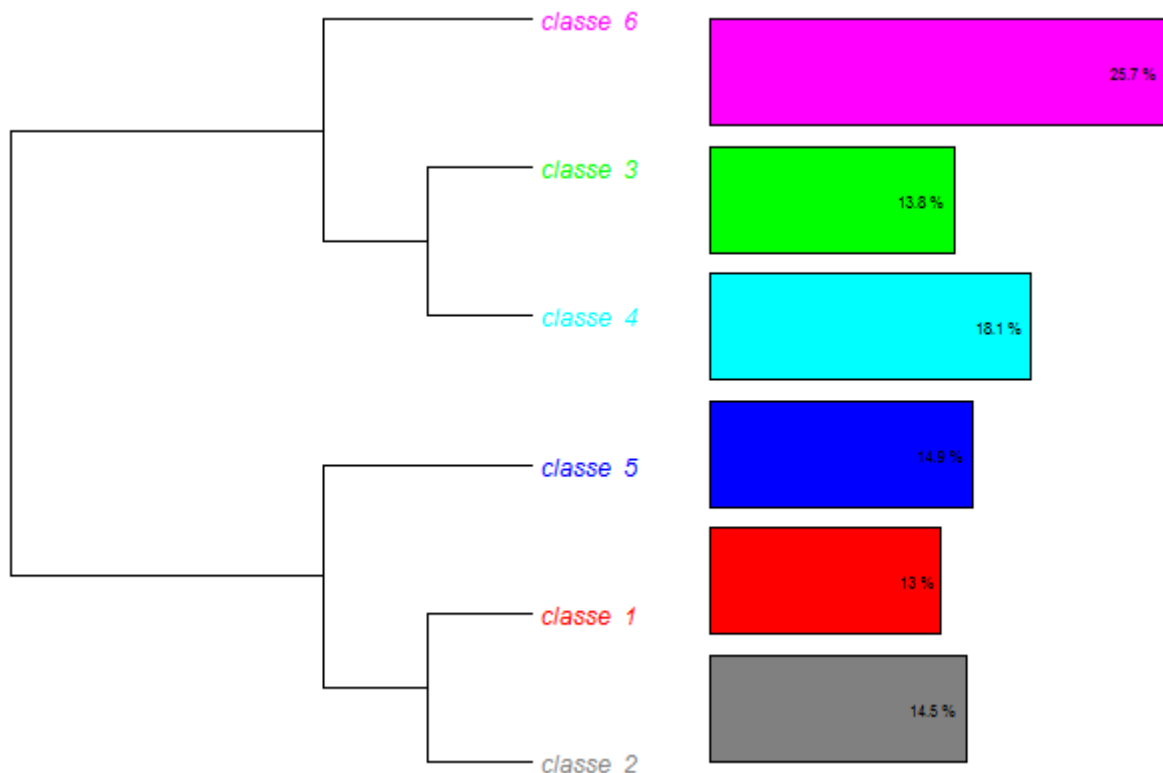 classe 6
25.7 %
classe 3
13.8 %
classe 4
18.1 %
classe 5
14.9 %
classe 1
13 %
classe 2
14.5 %